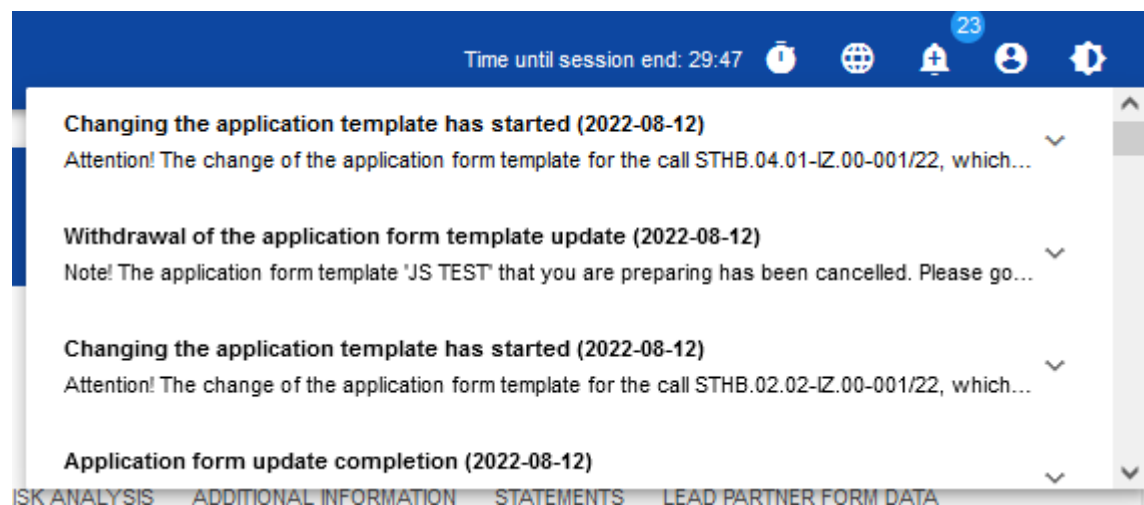 23
Time until session end: 29:47
Changing the application template has started (2022-08-12)
Attention! The change of the application form template for the call STHB.04.01-IZ.00-001/22, which...
Withdrawal of the application form template update (2022-08-12)
Note! The application form template 'JS TEST' that you are preparing has been cancelled. Please go...
Changing the application template has started (2022-08-12)
Attention! The change of the application form template for the call STHB.02.02-IZ.00-001/22, which...
Application form update completion (2022-08-12)
ISK ANALYSIS ADDITIONAL INFORMATION STATEMENTS LEAD PARTNER FORM DATA